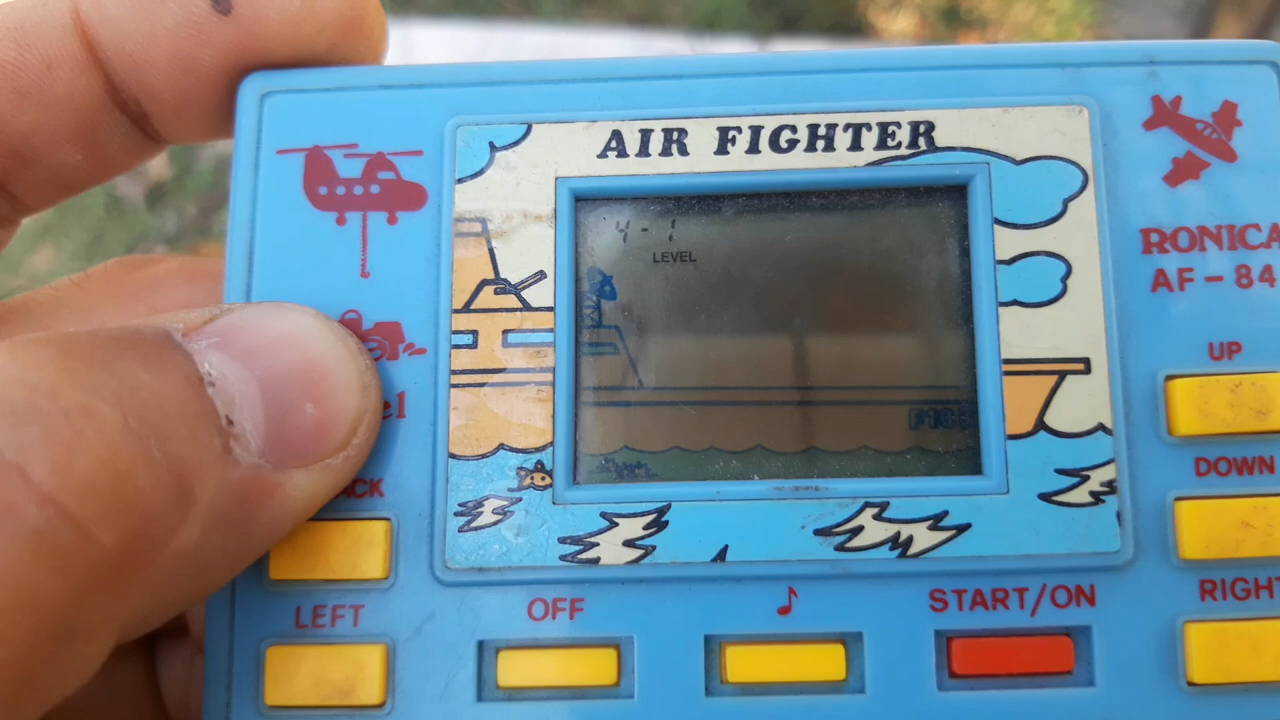 AIR FIGHTER
4-1
LEVEL
RONICA
AF-84
UP
DOWN
LEFT
OFF
START/ON
RIGHT